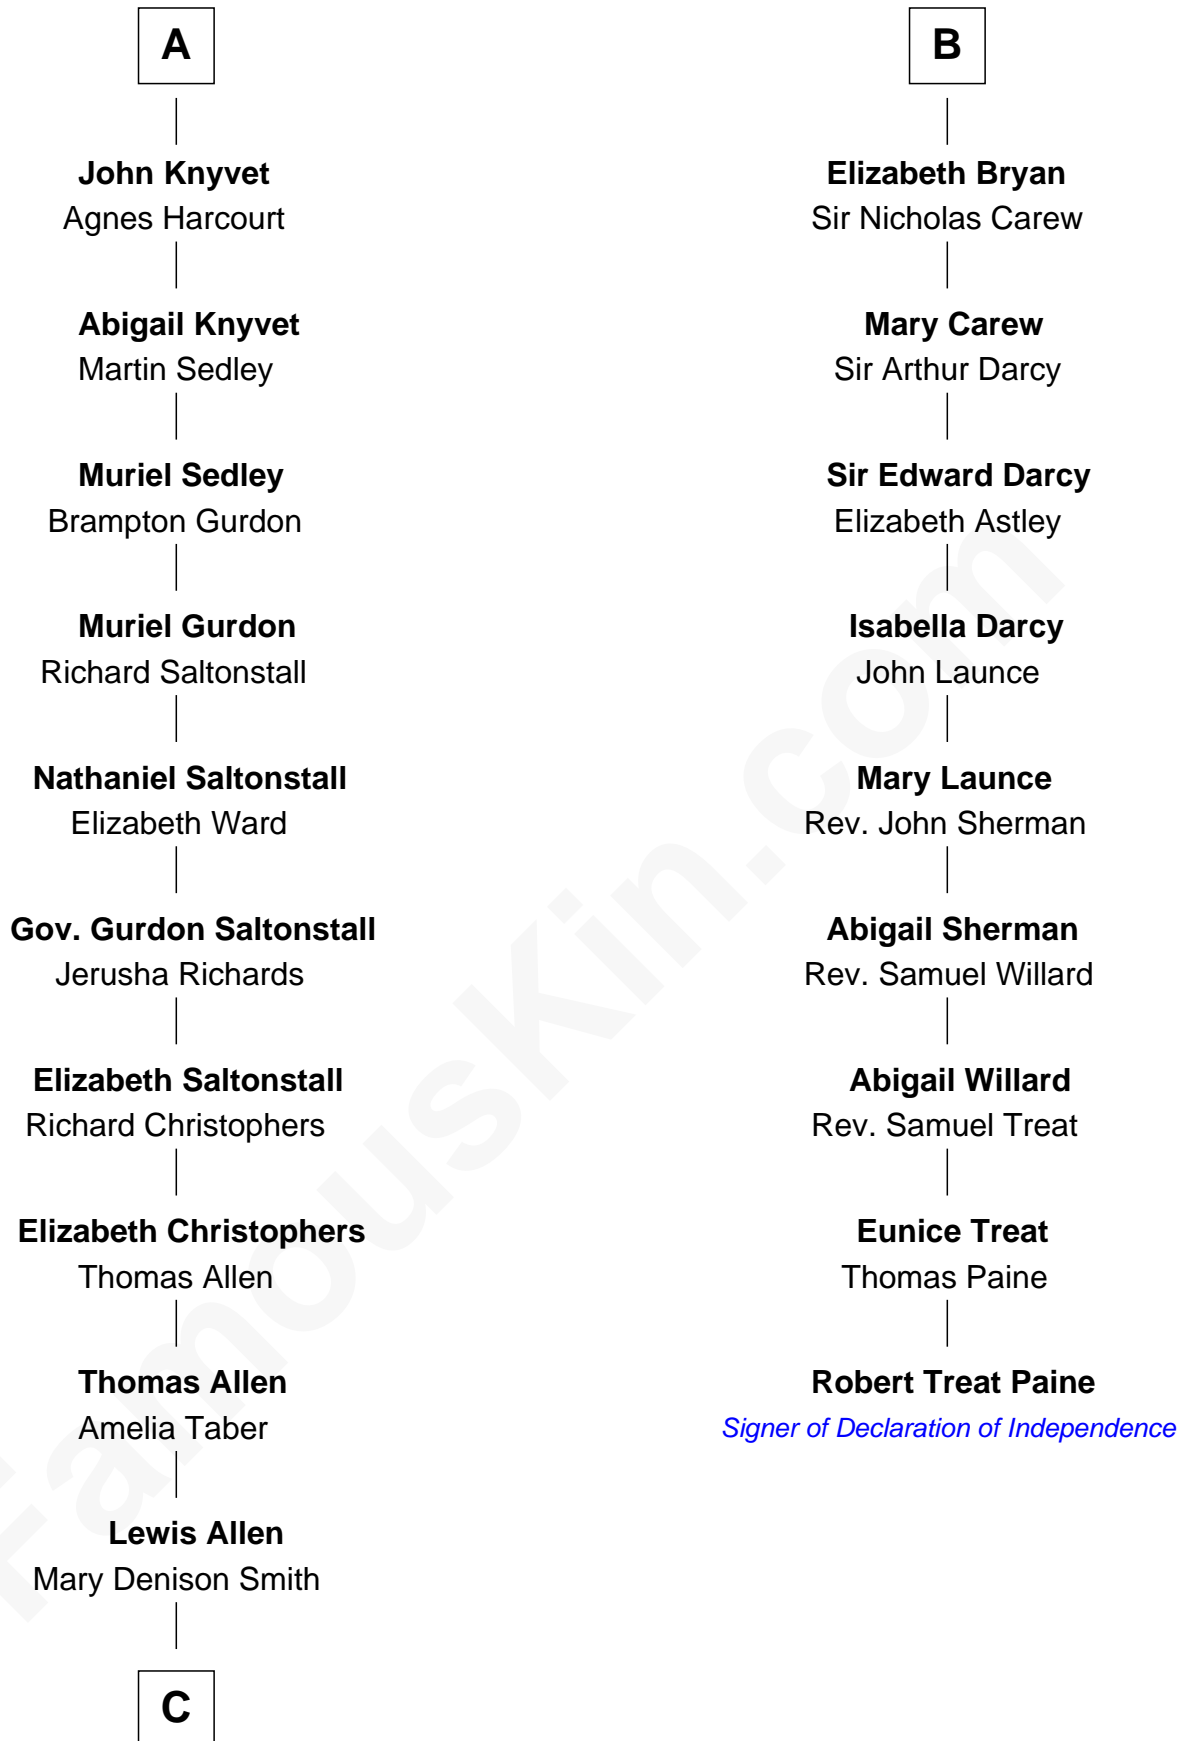 A
John Knyvet
Agnes Harcourt
Abigail Knyvet
Martin Sedley
Muriel Sedley
Brampton Gurdon
Muriel Gurdon
Richard Saltonstall
Nathaniel Saltonstall
Elizabeth Ward
Gov. Gurdon Saltonstall
Jerusha Richards
Elizabeth Saltonstall
Richard Christophers
Elizabeth Christophers
Thomas Allen
Thomas Allen
Amelia Taber
Lewis Allen
Mary Denison Smith
C
B
Elizabeth Bryan
Sir Nicholas Carew
Mary Carew
Sir Arthur Darcy
Sir Edward Darcy
Elizabeth Astley
Isabella Darcy
John Launce
Mary Launce
Rev. John Sherman
Abigail Sherman
Rev. Samuel Willard
Abigail Willard
Rev. Samuel Treat
Eunice Treat
Thomas Paine
Robert Treat Paine
Signer of Declaration of Independence
FamousKin.com